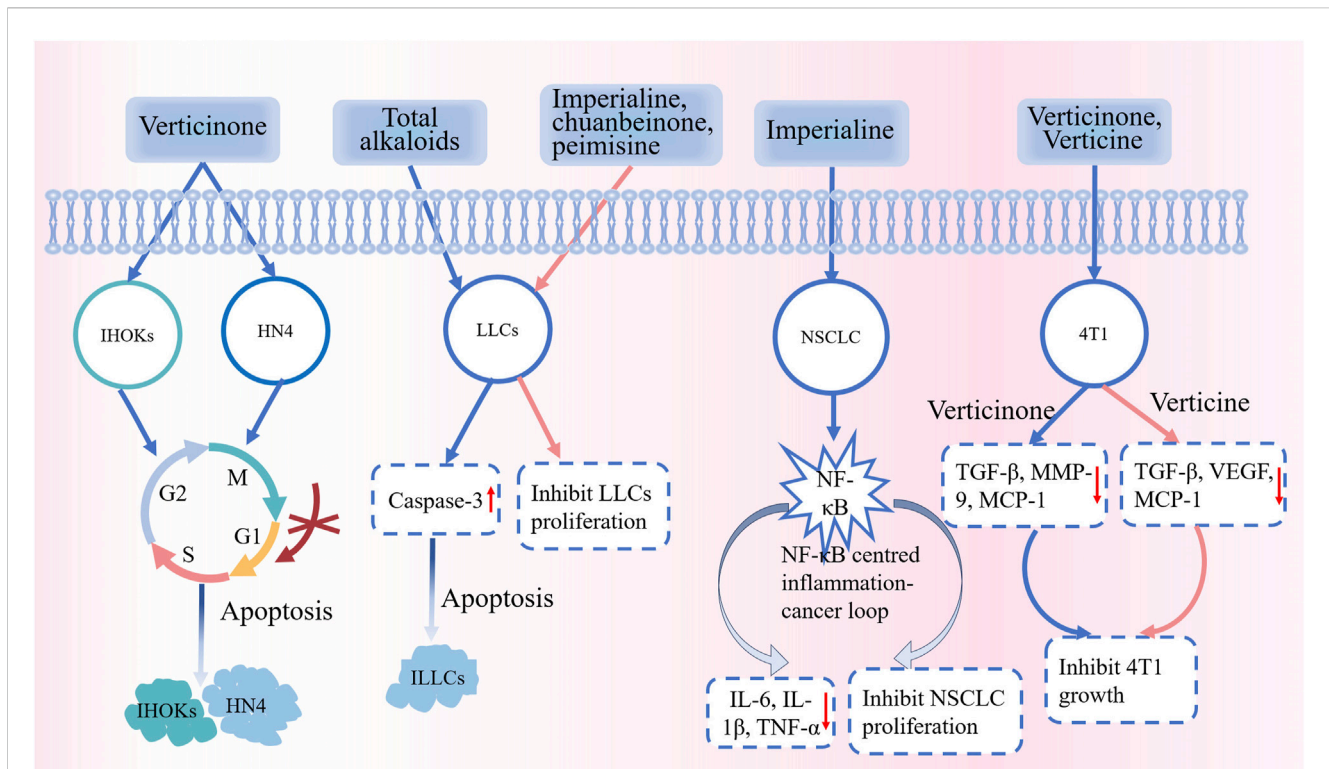 Verticinone
Total
alkaloids
Imperialine,
chuanbeinone,
peimisine
Imperialine
Verticinone,
Verticine
IHOKs
HN4
LLCs
NSCLC
4T1
Verticinone
Verticine
G2
M
G1
S
Apoptosis
IHOKs
HN4
Caspase-3
Inhibit LLCs
proliferation
Apoptosis
ILLCs
NF-
κB
NF-κB centred
inflammation-
cancer loop
IL-6, IL-
1β, TNF-α
Inhibit NSCLC
proliferation
TGF-β, MMP-
9, MCP-1
TGF-β, VEGF,
MCP-1
Inhibit 4T1
growth